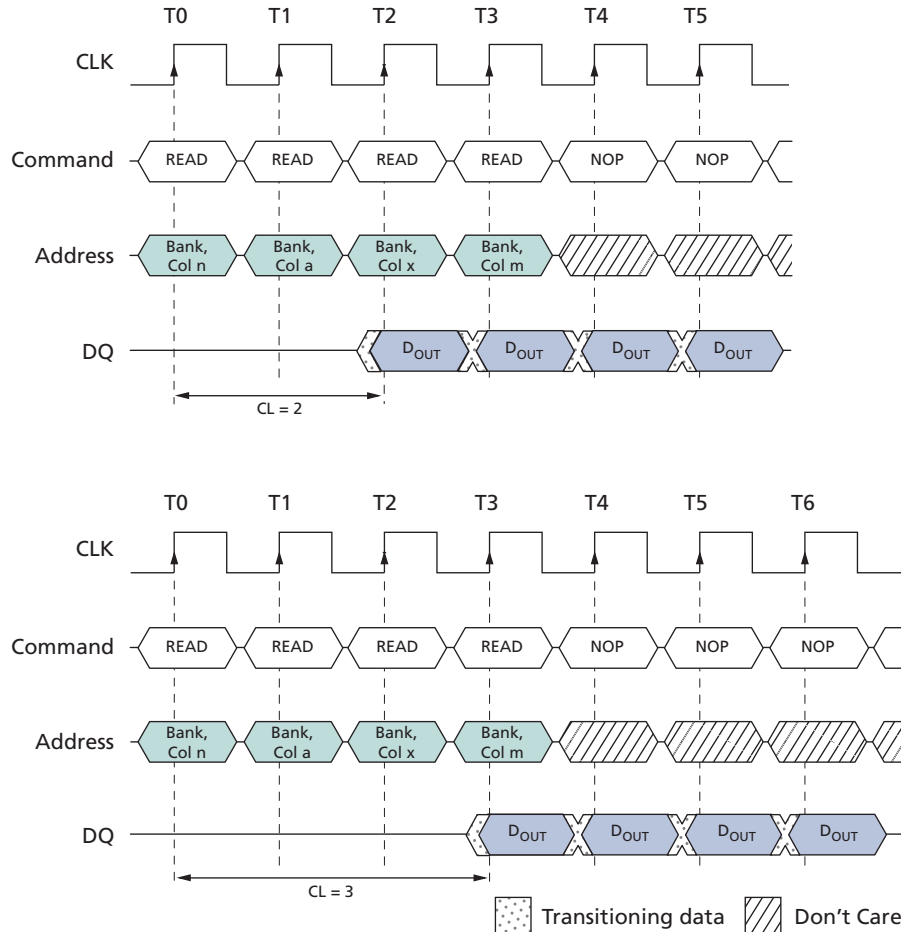 T0 T1 T2 T3 T4 T5
CLK
Command READ READ READ READ NOP NOP
Address Bank, Bank, Bank, Bank,
Col n Col a Col x Col m
DQ DOUT DOUT DOUT DOUT
CL = 2
T0 T1 T2 T3 T4 T5 T6
CLK
Command READ READ READ READ NOP NOP NOP
Address Bank, Bank, Bank, Bank,
Col n Col a Col x Col m
DQ DOUT DOUT DOUT DOUT
CL = 3
Transitioning data Don't Care